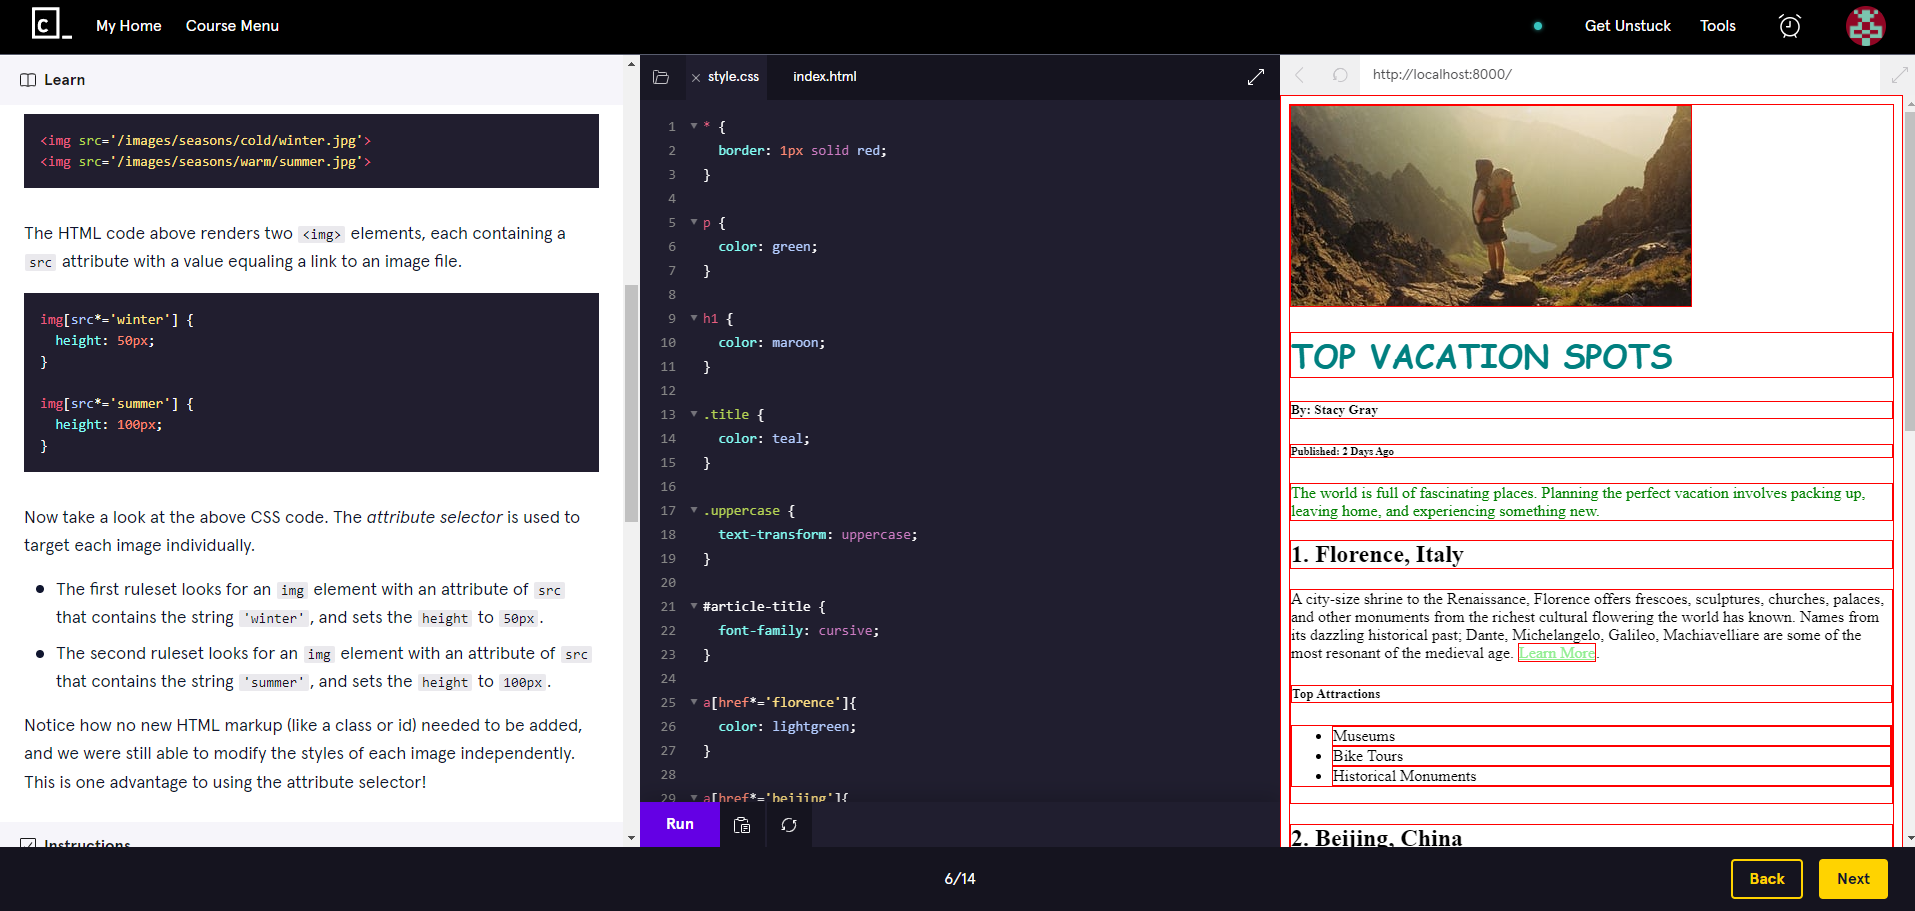 c_ My Home Course Menu Get Unstuck Tools
Learn
<img src='/images/seasons/cold/winter.jpg'>
<img src='/images/seasons/warm/summer.jpg'>
The HTML code above renders two <img> elements, each containing a
src attribute with a value equaling a link to an image file.
img[src*='winter'] {
  height: 50px;
}
img[src*='summer'] {
  height: 100px;
}
Now take a look at the above CSS code. The attribute selector is used to
target each image individually.
• The first ruleset looks for an img element with an attribute of src
that contains the string 'winter', and sets the height to 50px.
• The second ruleset looks for an img element with an attribute of src
that contains the string 'summer', and sets the height to 100px.
Notice how no new HTML markup (like a class or id) needed to be added,
and we were still able to modify the styles of each image independently.
This is one advantage to using the attribute selector!
Instructions
style.css index.html
1 * {
2   border: 1px solid red;
3 }
4
5 p {
6   color: green;
7 }
8
9 h1 {
10   color: maroon;
11 }
12
13 .title {
14   color: teal;
15 }
16
17 .uppercase {
18   text-transform: uppercase;
19 }
20
21 #article-title {
22   font-family: cursive;
23 }
24
25 a[href*='florence']{
26   color: lightgreen;
27 }
28
29 a[href*='beijing']{
Run
http://localhost:8000/
TOP VACATION SPOTS
By: Stacy Gray
Published: 2 Days Ago
The world is full of fascinating places. Planning the perfect vacation involves packing up,
leaving home, and experiencing something new.
1. Florence, Italy
A city-size shrine to the Renaissance, Florence offers frescoes, sculptures, churches, palaces,
and other monuments from the richest cultural flowering the world has known. Names from
its dazzling historical past; Dante, Michelangelo, Galileo, Machiavelliare are some of the
most resonant of the medieval age. Learn More.
Top Attractions
• Museums
• Bike Tours
• Historical Monuments
2. Beijing, China
6/14
Back Next